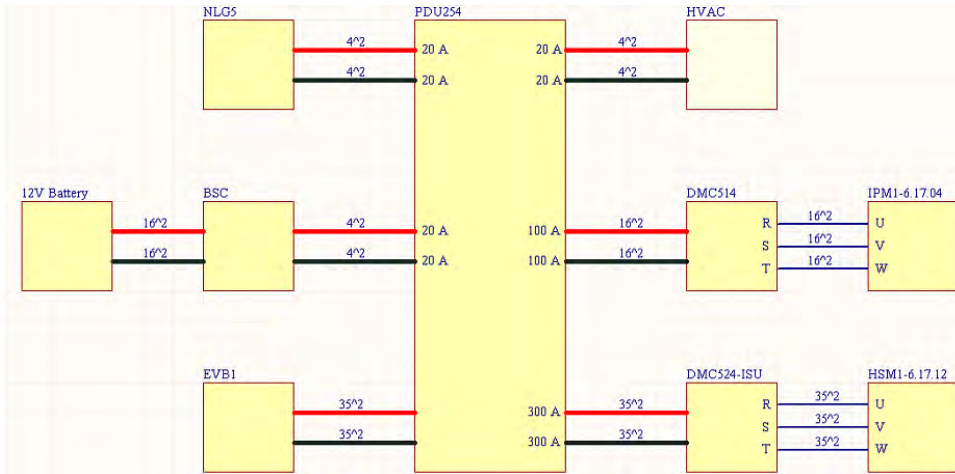 NLG5 PDU254 HVAC
4^2 20 A 20 A 4^2
4^2 20 A 20 A 4^2
12V Battery BSC DMC514 IPM1-6.17.04
16^2 4^2 20 A 100 A 16^2 R 16^2 U
16^2 4^2 20 A 100 A 16^2 S 16^2 V
T 16^2 W
EVB1 DMC524-ISU HSM1-6.17.12
35^2 300 A 35^2 R 35^2 U
35^2 300 A 35^2 S 35^2 V
T 35^2 W